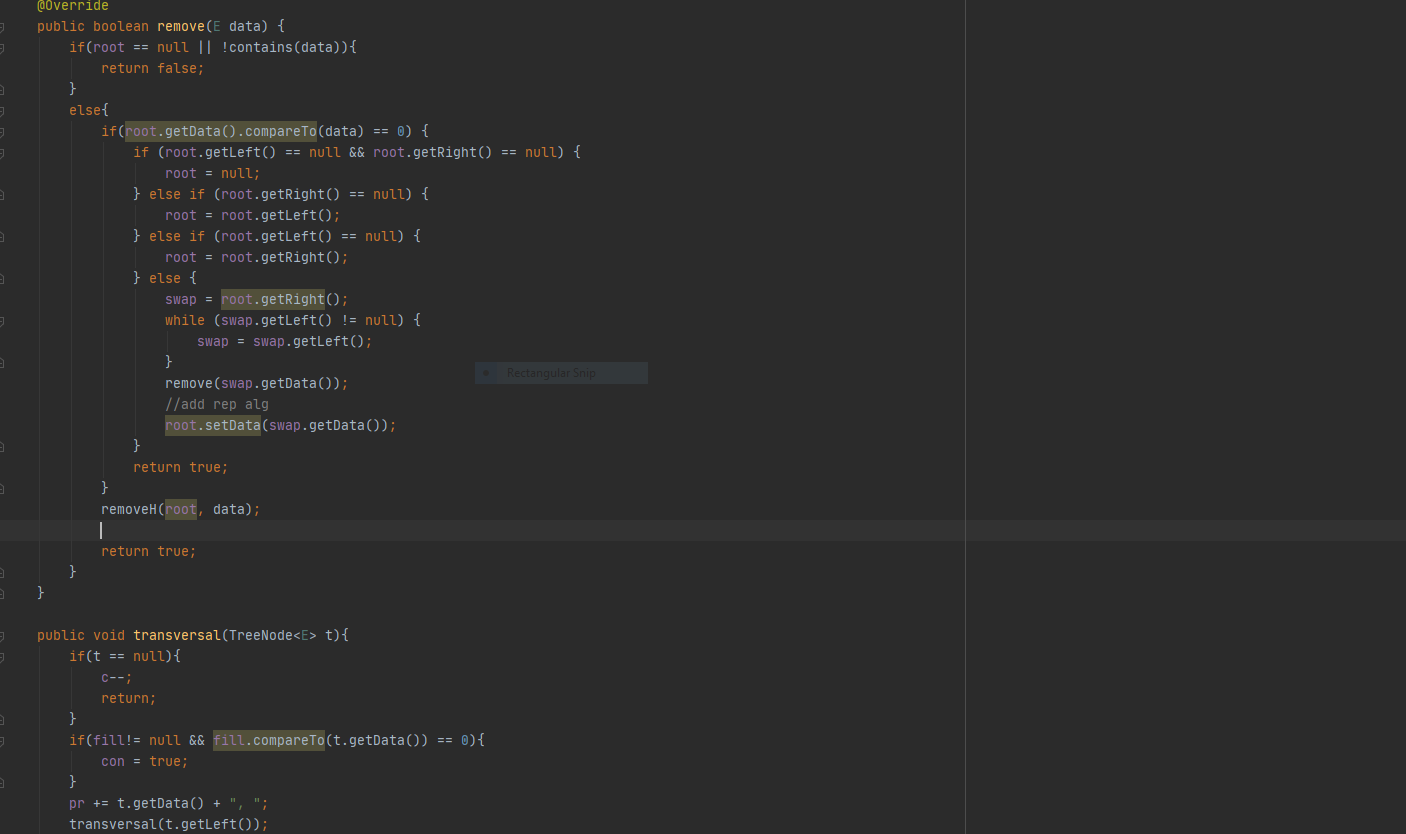 @Override
public boolean remove(E data) {
if(root == null || !contains(data)){
return false;
}
else{
if(root.getData().compareTo(data) == 0) {
if (root.getLeft() == null && root.getRight() == null) {
root = null;
} else if (root.getRight() == null) {
root = root.getLeft();
} else if (root.getLeft() == null) {
root = root.getRight();
} else {
swap = root.getRight();
while (swap.getLeft() != null) {
swap = swap.getLeft();
}
Rectangular Snip
remove(swap.getData());
//add rep alg
root.setData(swap.getData());
}
return true;
}
removeH(root, data);
return true;
}
}
public void transversal(TreeNode<E> t){
if(t == null){
c--;
return;
}
if(fill!= null && fill.compareTo(t.getData()) == 0){
con = true;
}
pr += t.getData() + ", ";
transversal(t.getLeft());